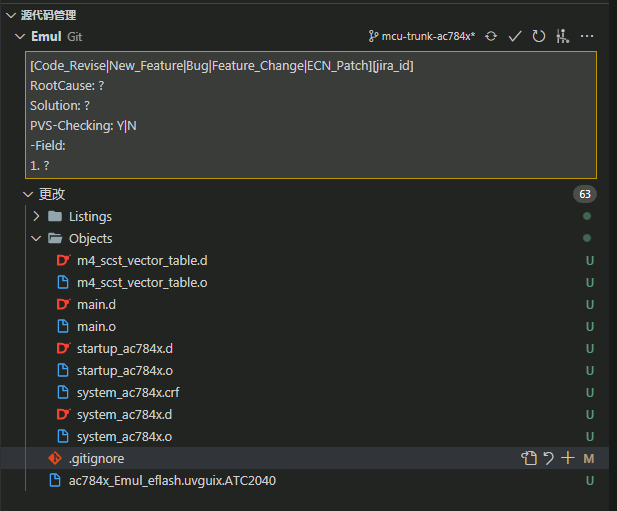 源代码管理
Emul Git mcu-trunk-ac784x*
[Code_Revise|New_Feature|Bug|Feature_Change|ECN_Patch][jira_id]
RootCause: ?
Solution: ?
PVS-Checking: Y|N
-Field:
1. ?
更改 63
Listings
Objects
m4_scst_vector_table.d U
m4_scst_vector_table.o U
main.d U
main.o U
startup_ac784x.d U
startup_ac784x.o U
system_ac784x.crf U
system_ac784x.d U
system_ac784x.o U
.gitignore M
ac784x_Emul_eflash.uvguix.ATC2040 U